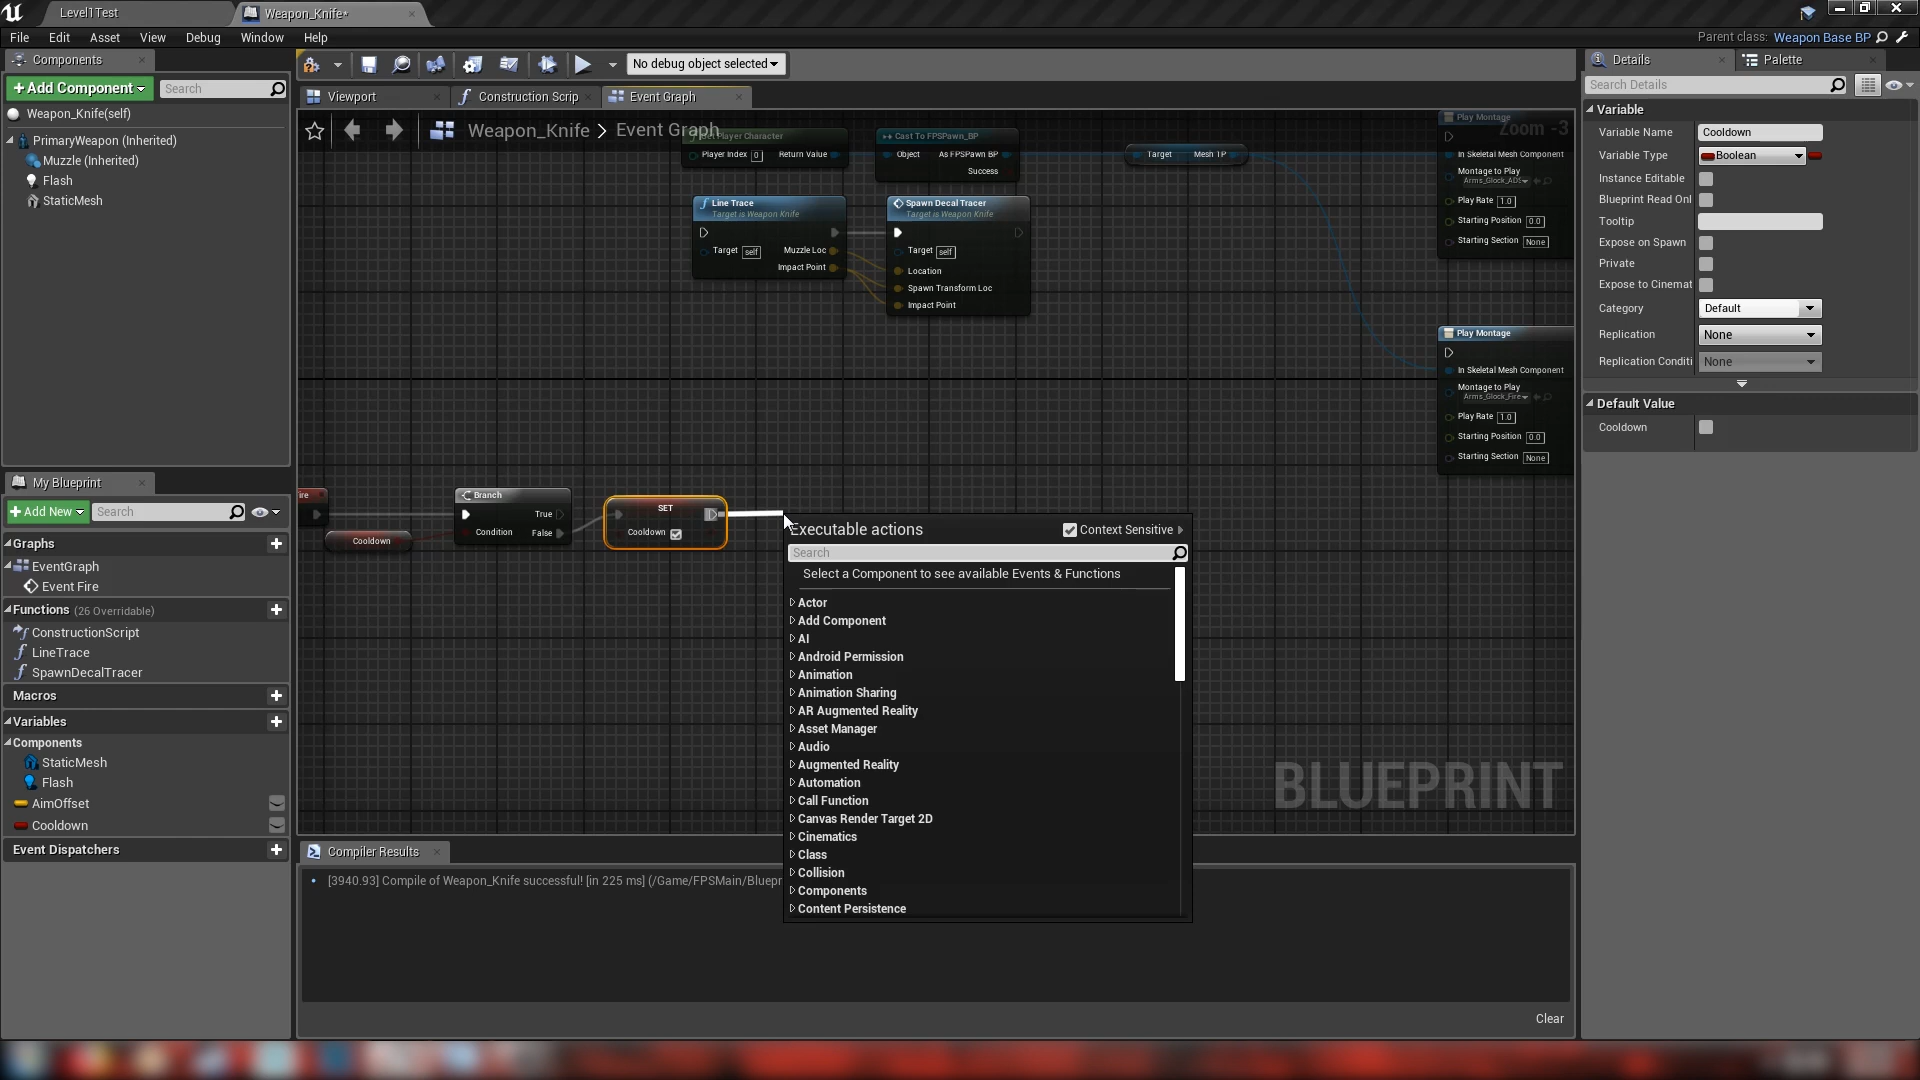 Level1Test
Weapon_Knife*
File Edit Asset View Debug Window Help
Parent class: Weapon Base BP
Components
Add Component
Search
Weapon_Knife(self)
PrimaryWeapon (Inherited)
Muzzle (Inherited)
Flash
StaticMesh
No debug object selected
Viewport
Construction Scrip
Event Graph
Weapon_Knife > Event Graph
Zoom -3
Player Character
Player Index 0 Return Value
Cast To FPSPawn_BP
Object As FPSPawn BP
Success
Target Mesh TP
Play Montage
In Skeletal Mesh Component
Montage to Play
Play Rate 1.0
Starting Position 0.0
Starting Section None
Line Trace
Target is Weapon Knife
Target self Muzzle Loc
Impact Point
Spawn Decal Tracer
Target is Weapon Knife
Target self
Location
Spawn Transform Loc
Impact Point
Play Montage
In Skeletal Mesh Component
Montage to Play
Arms_Glock_Fire
Play Rate 1.0
Starting Position 0.0
Starting Section None
ire
Cooldown
Branch
True
Condition False
SET
Cooldown
Executable actions
Context Sensitive
Search
Select a Component to see available Events & Functions
Actor
Add Component
AI
Android Permission
Animation
Animation Sharing
AR Augmented Reality
Asset Manager
Audio
Augmented Reality
Automation
Call Function
Canvas Render Target 2D
Cinematics
Class
Collision
Components
Content Persistence
BLUEPRINT
My Blueprint
Add New
Search
Graphs
EventGraph
Event Fire
Functions (26 Overridable)
ConstructionScript
LineTrace
SpawnDecalTracer
Macros
Variables
Components
StaticMesh
Flash
AimOffset
Cooldown
Event Dispatchers
Compiler Results
[3940.93] Compile of Weapon_Knife successful! [in 225 ms] (/Game/FPSMain/Bluepr
Clear
Details
Palette
Search Details
Variable
Variable Name Cooldown
Variable Type Boolean
Instance Editable
Blueprint Read Onl
Tooltip
Expose on Spawn
Private
Expose to Cinemat
Category Default
Replication None
Replication Conditi None
Default Value
Cooldown